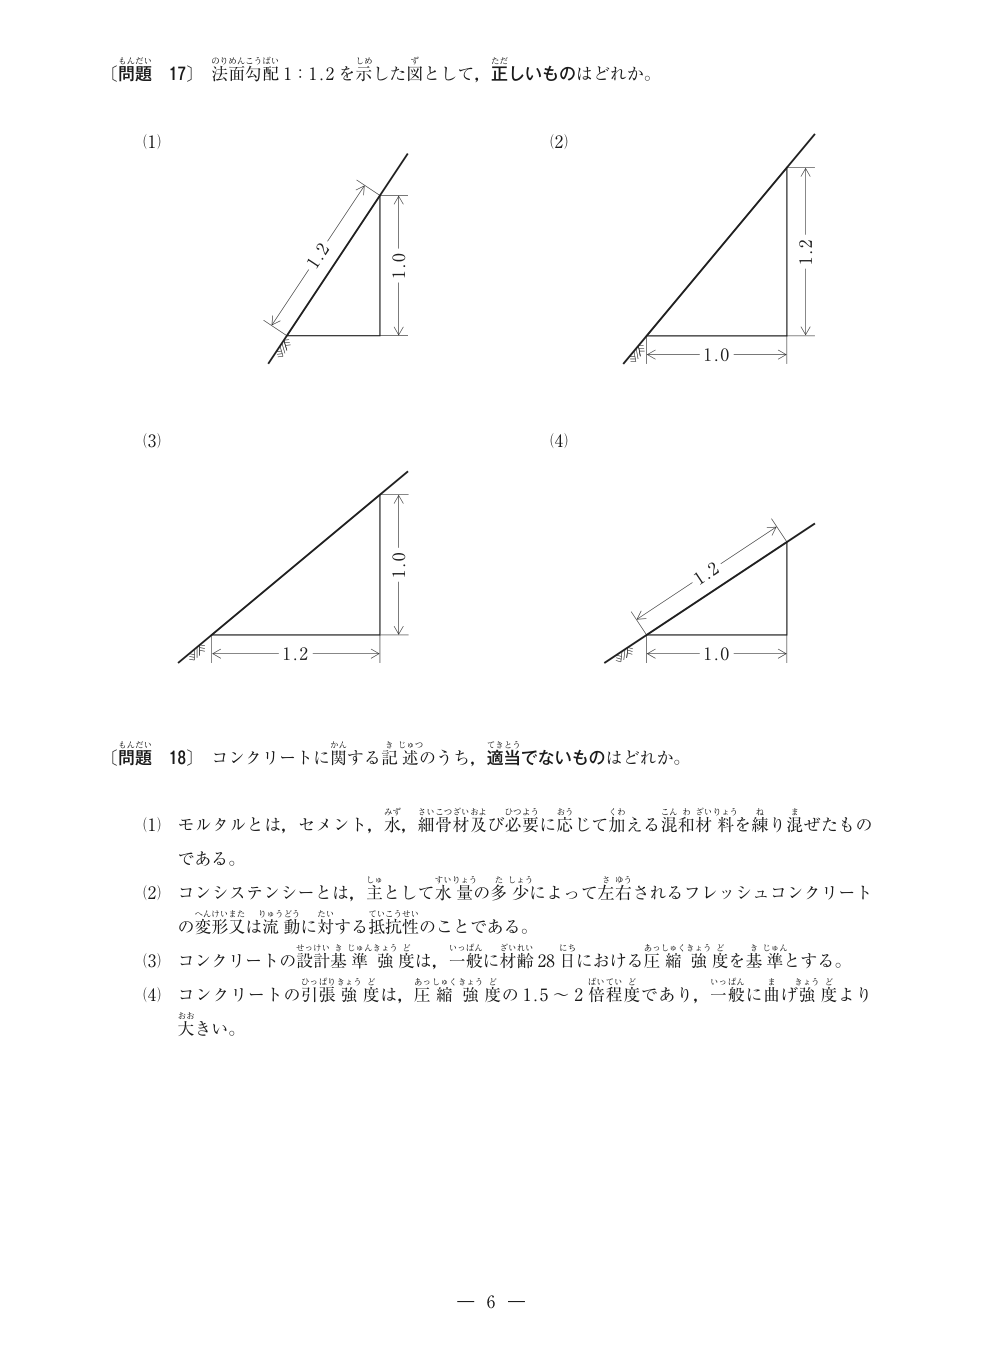 〔問題　17〕 法面勾配1：1.2を示した図として，正しいものはどれか。
(1)
1.2
1.0
(2)
1.2
1.0
(3)
1.0
1.2
(4)
1.2
1.0
〔問題　18〕 コンクリートに関する記述のうち，適当でないものはどれか。
(1) モルタルとは，セメント，水，細骨材及び必要に応じて加える混和材料を練り混ぜたもの
である。
(2) コンシステンシーとは，主として水量の多少によって左右されるフレッシュコンクリート
の変形又は流動に対する抵抗性のことである。
(3) コンクリートの設計基準強度は，一般に材齢28日における圧縮強度を基準とする。
(4) コンクリートの引張強度は，圧縮強度の1.5～2倍程度であり，一般に曲げ強度より
大きい。
— 6 —